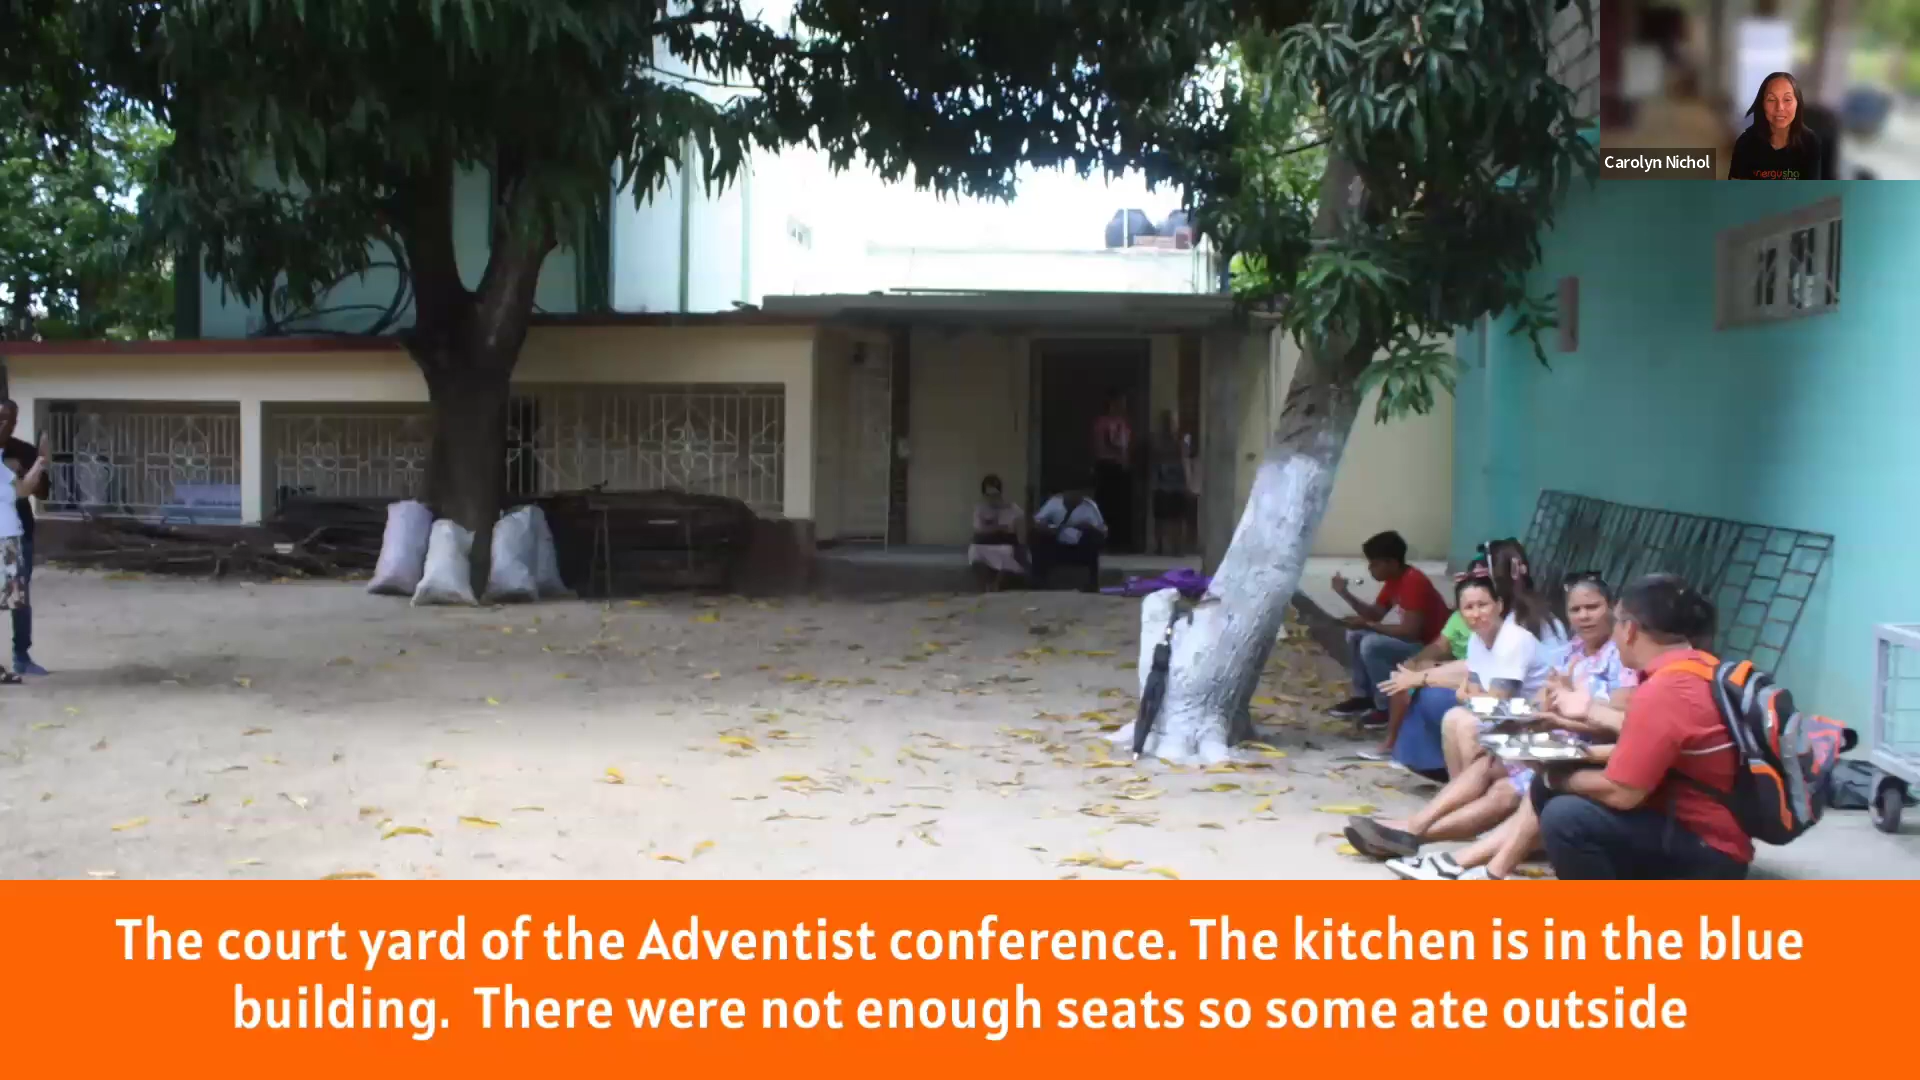 Carolyn Nichol
The court yard of the Adventist conference. The kitchen is in the blue
building.  There were not enough seats so some ate outside